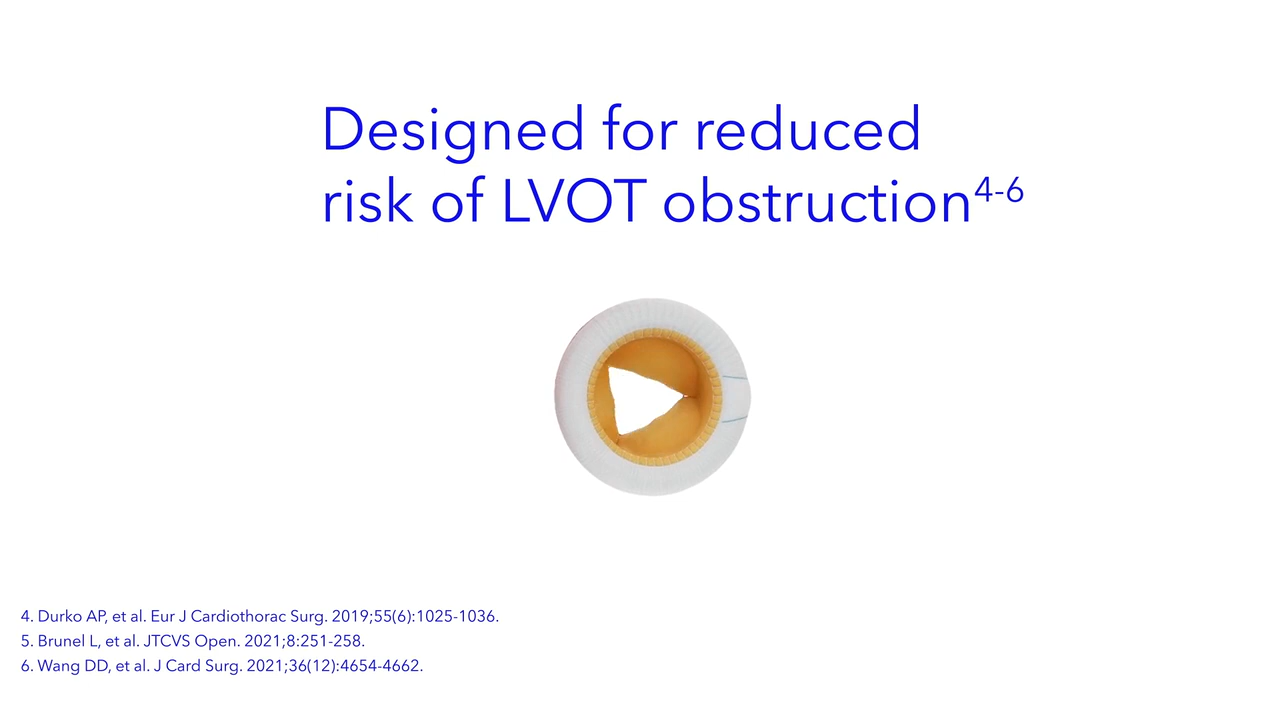 Designed for reduced
risk of LVOT obstruction4-6
4. Durko AP, et al. Eur J Cardiothorac Surg. 2019;55(6):1025-1036.
5. Brunel L, et al. JTCVS Open. 2021;8:251-258.
6. Wang DD, et al. J Card Surg. 2021;36(12):4654-4662.